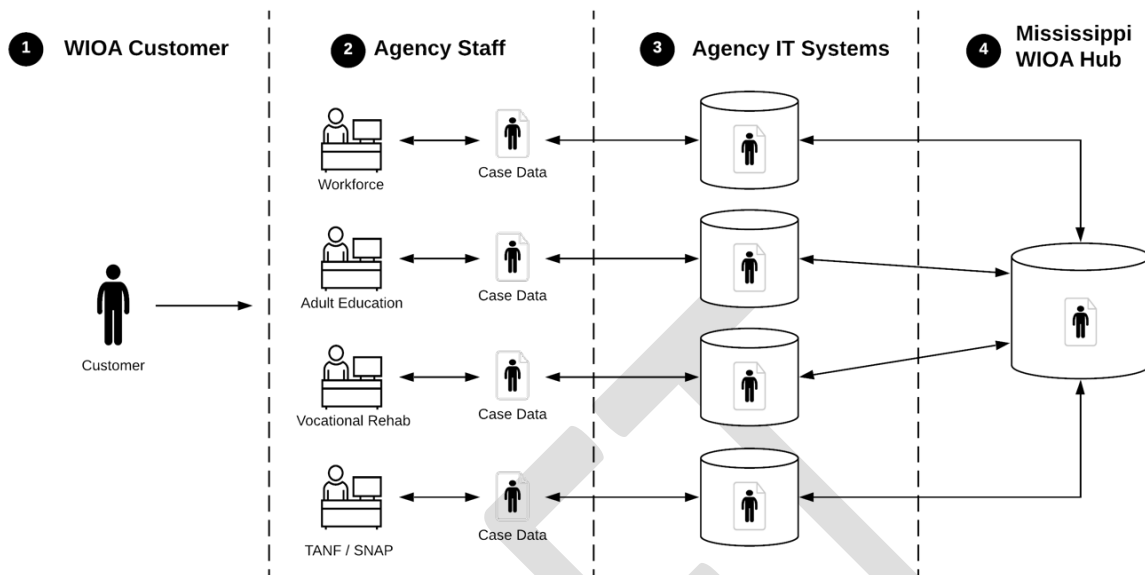 1 WIOA Customer
2 Agency Staff
3 Agency IT Systems
4 Mississippi
WIOA Hub
Workforce
Case Data
Adult Education
Case Data
Customer
Vocational Rehab
Case Data
TANF / SNAP
Case Data